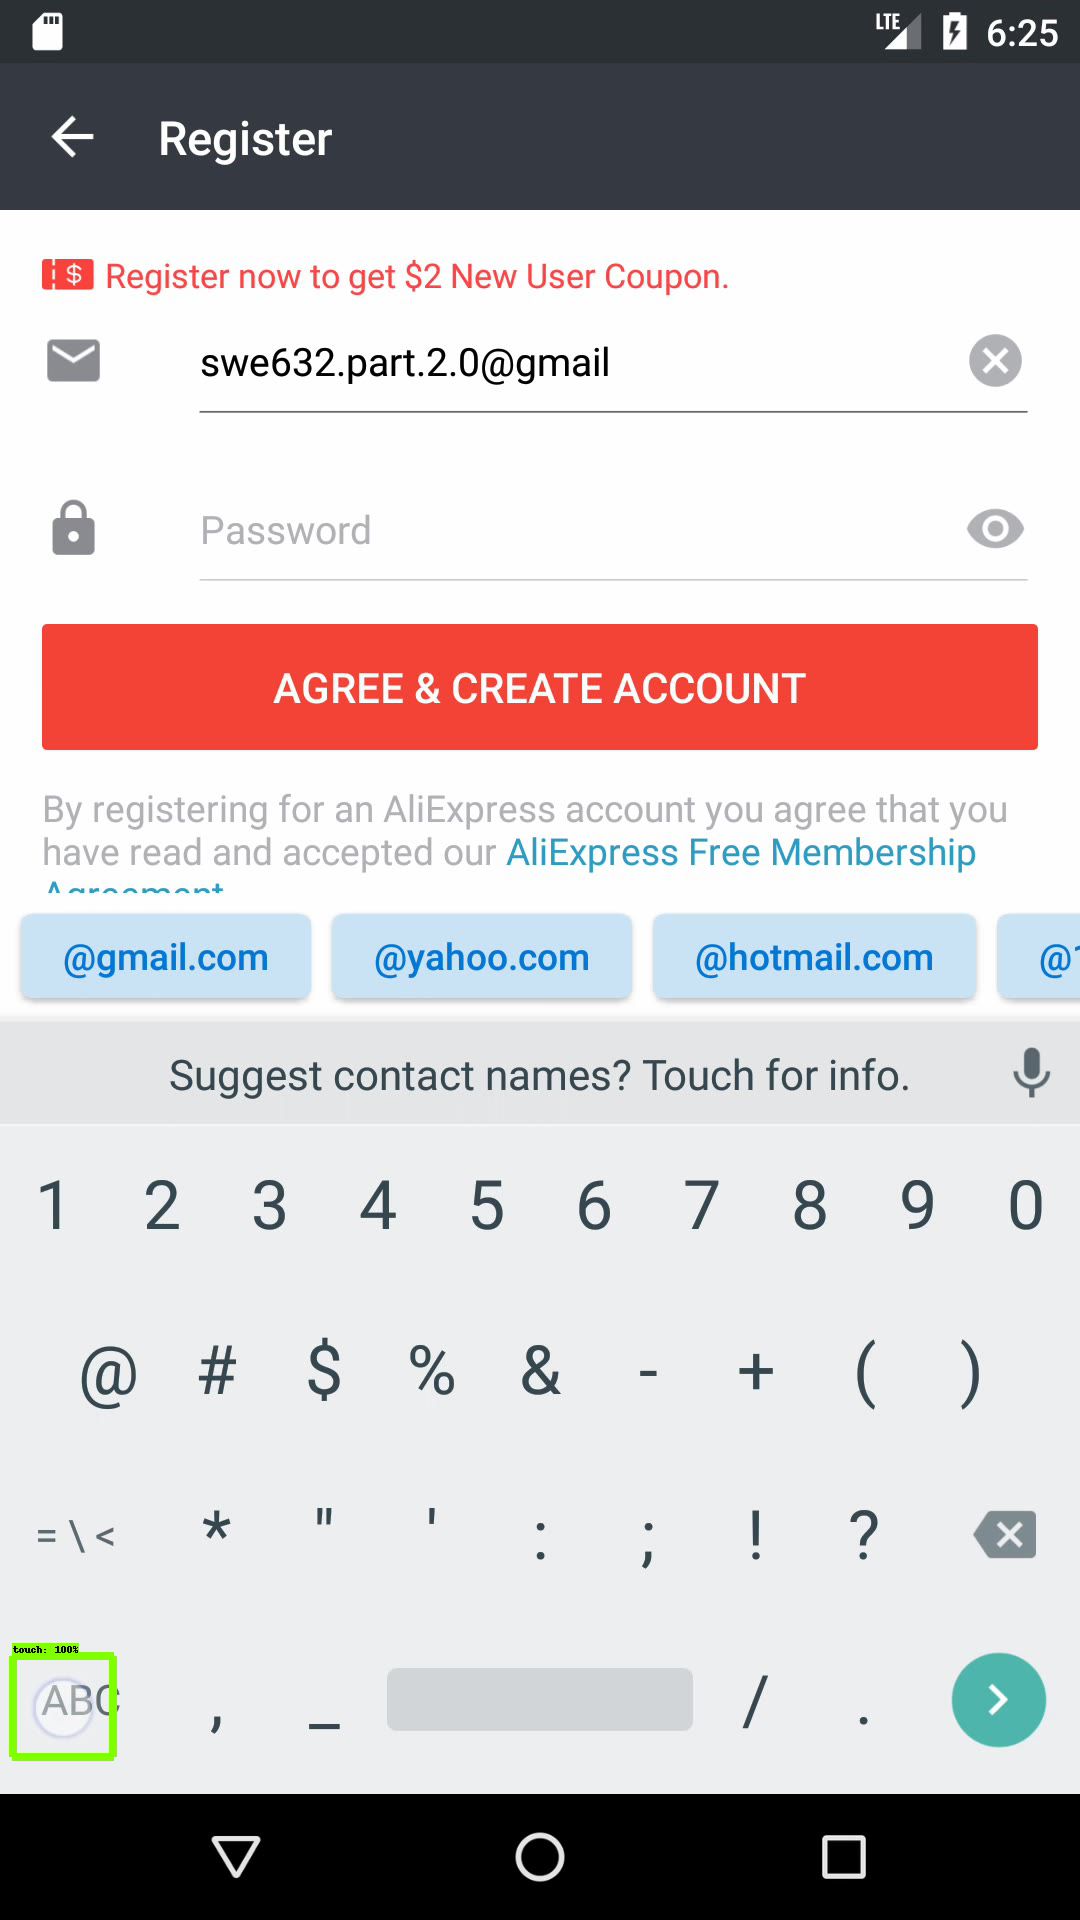 LTE 6:25
Register
$ Register now to get $2 New User Coupon.
swe632.part.2.0@gmail
Password
AGREE & CREATE ACCOUNT
By registering for an AliExpress account you agree that you
have read and accepted our AliExpress Free Membership
Agreement
@gmail.com @yahoo.com @hotmail.com @1
Suggest contact names? Touch for info.
1 2 3 4 5 6 7 8 9 0
@ # $ % & - + ( )
= \ < * " ' : ; ! ?
touch: 100%
ABC , _ / .